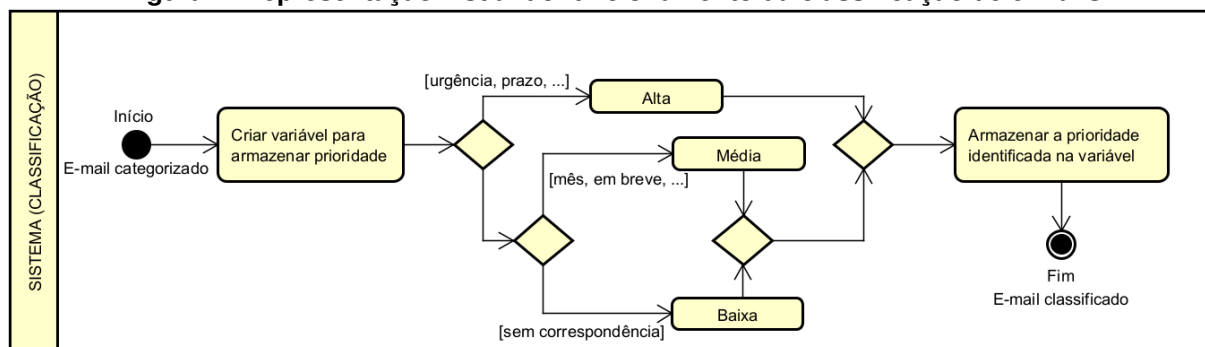 SISTEMA (CLASSIFICAÇÃO)
Início
E-mail categorizado
Criar variável para
armazenar prioridade
[urgência, prazo, ...]
Alta
Média
[mês, em breve, ...]
Baixa
[sem correspondência]
Armazenar a prioridade
identificada na variável
Fim
E-mail classificado